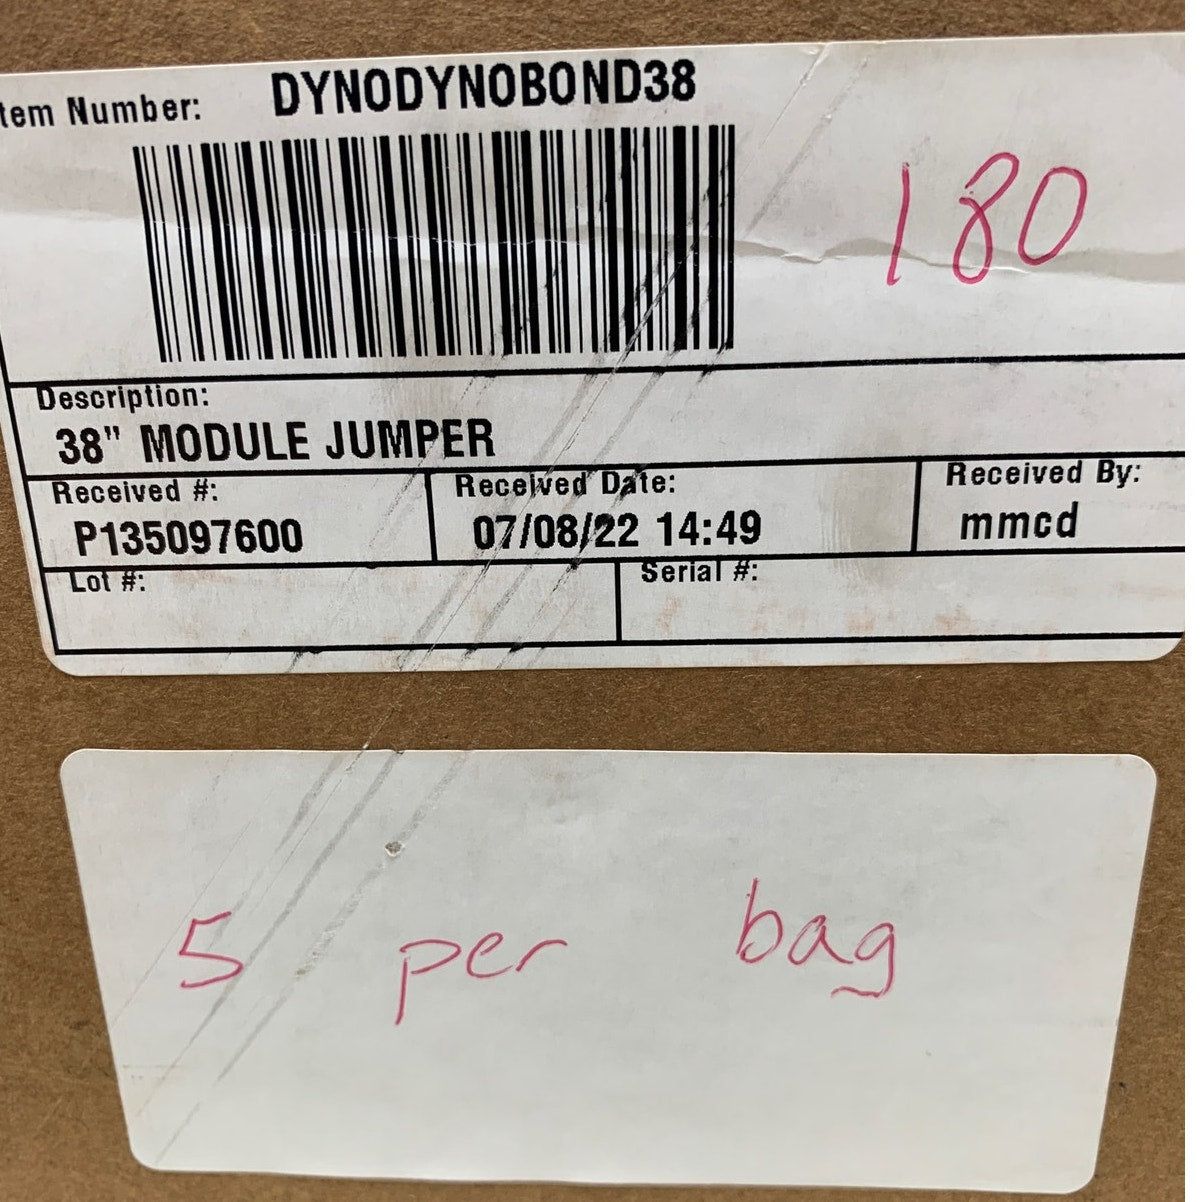 tem Number: DYNODYNOBOND38
180
Description:
38" MODULE JUMPER
Received #: Received Date: Received By:
P135097600 07/08/22 14:49 mmcd
Lot #: Serial #:
5 per bag